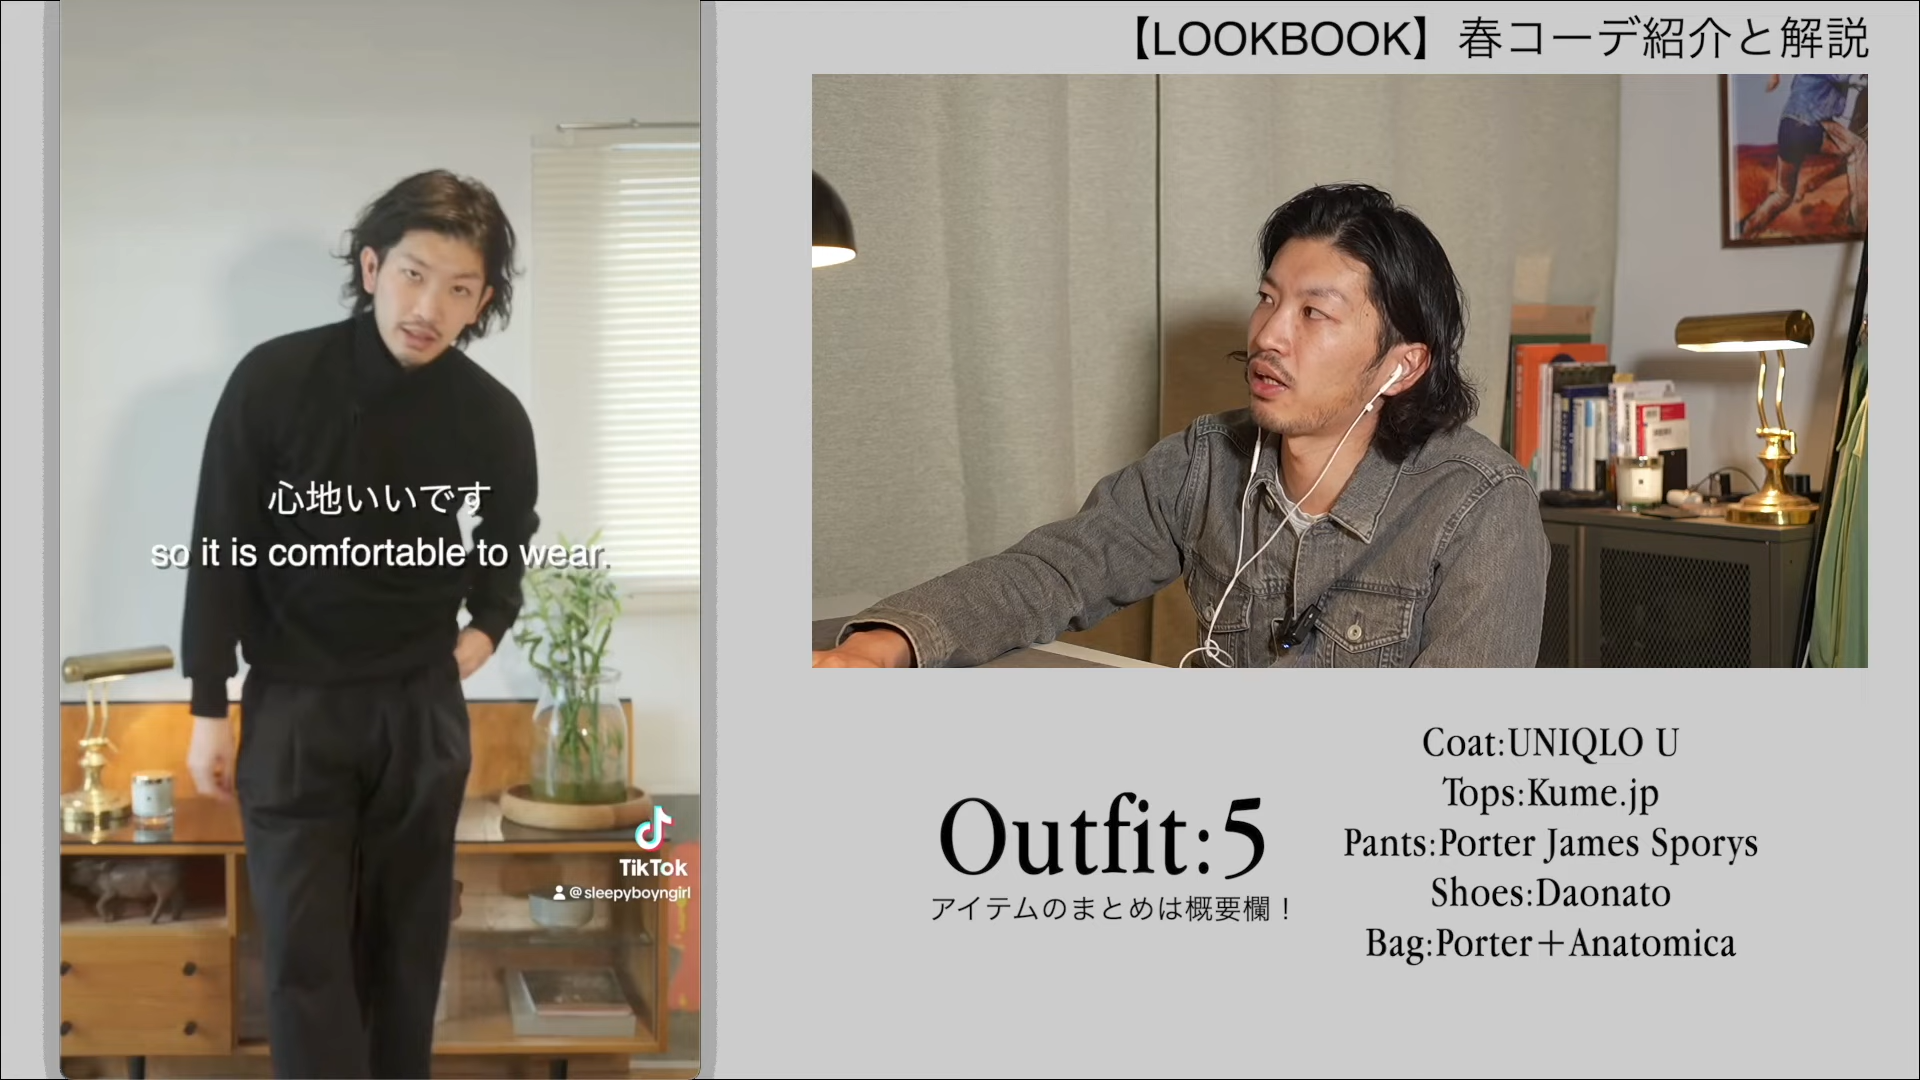 【LOOKBOOK】春コーデ紹介と解説
心地いいです
so it is comfortable to wear.
TikTok
@sleepyboyngirl
Outfit:5
アイテムのまとめは概要欄！
Coat:UNIQLO U
Tops:Kume.jp
Pants:Porter James Sporys
Shoes:Daonato
Bag:Porter＋Anatomica